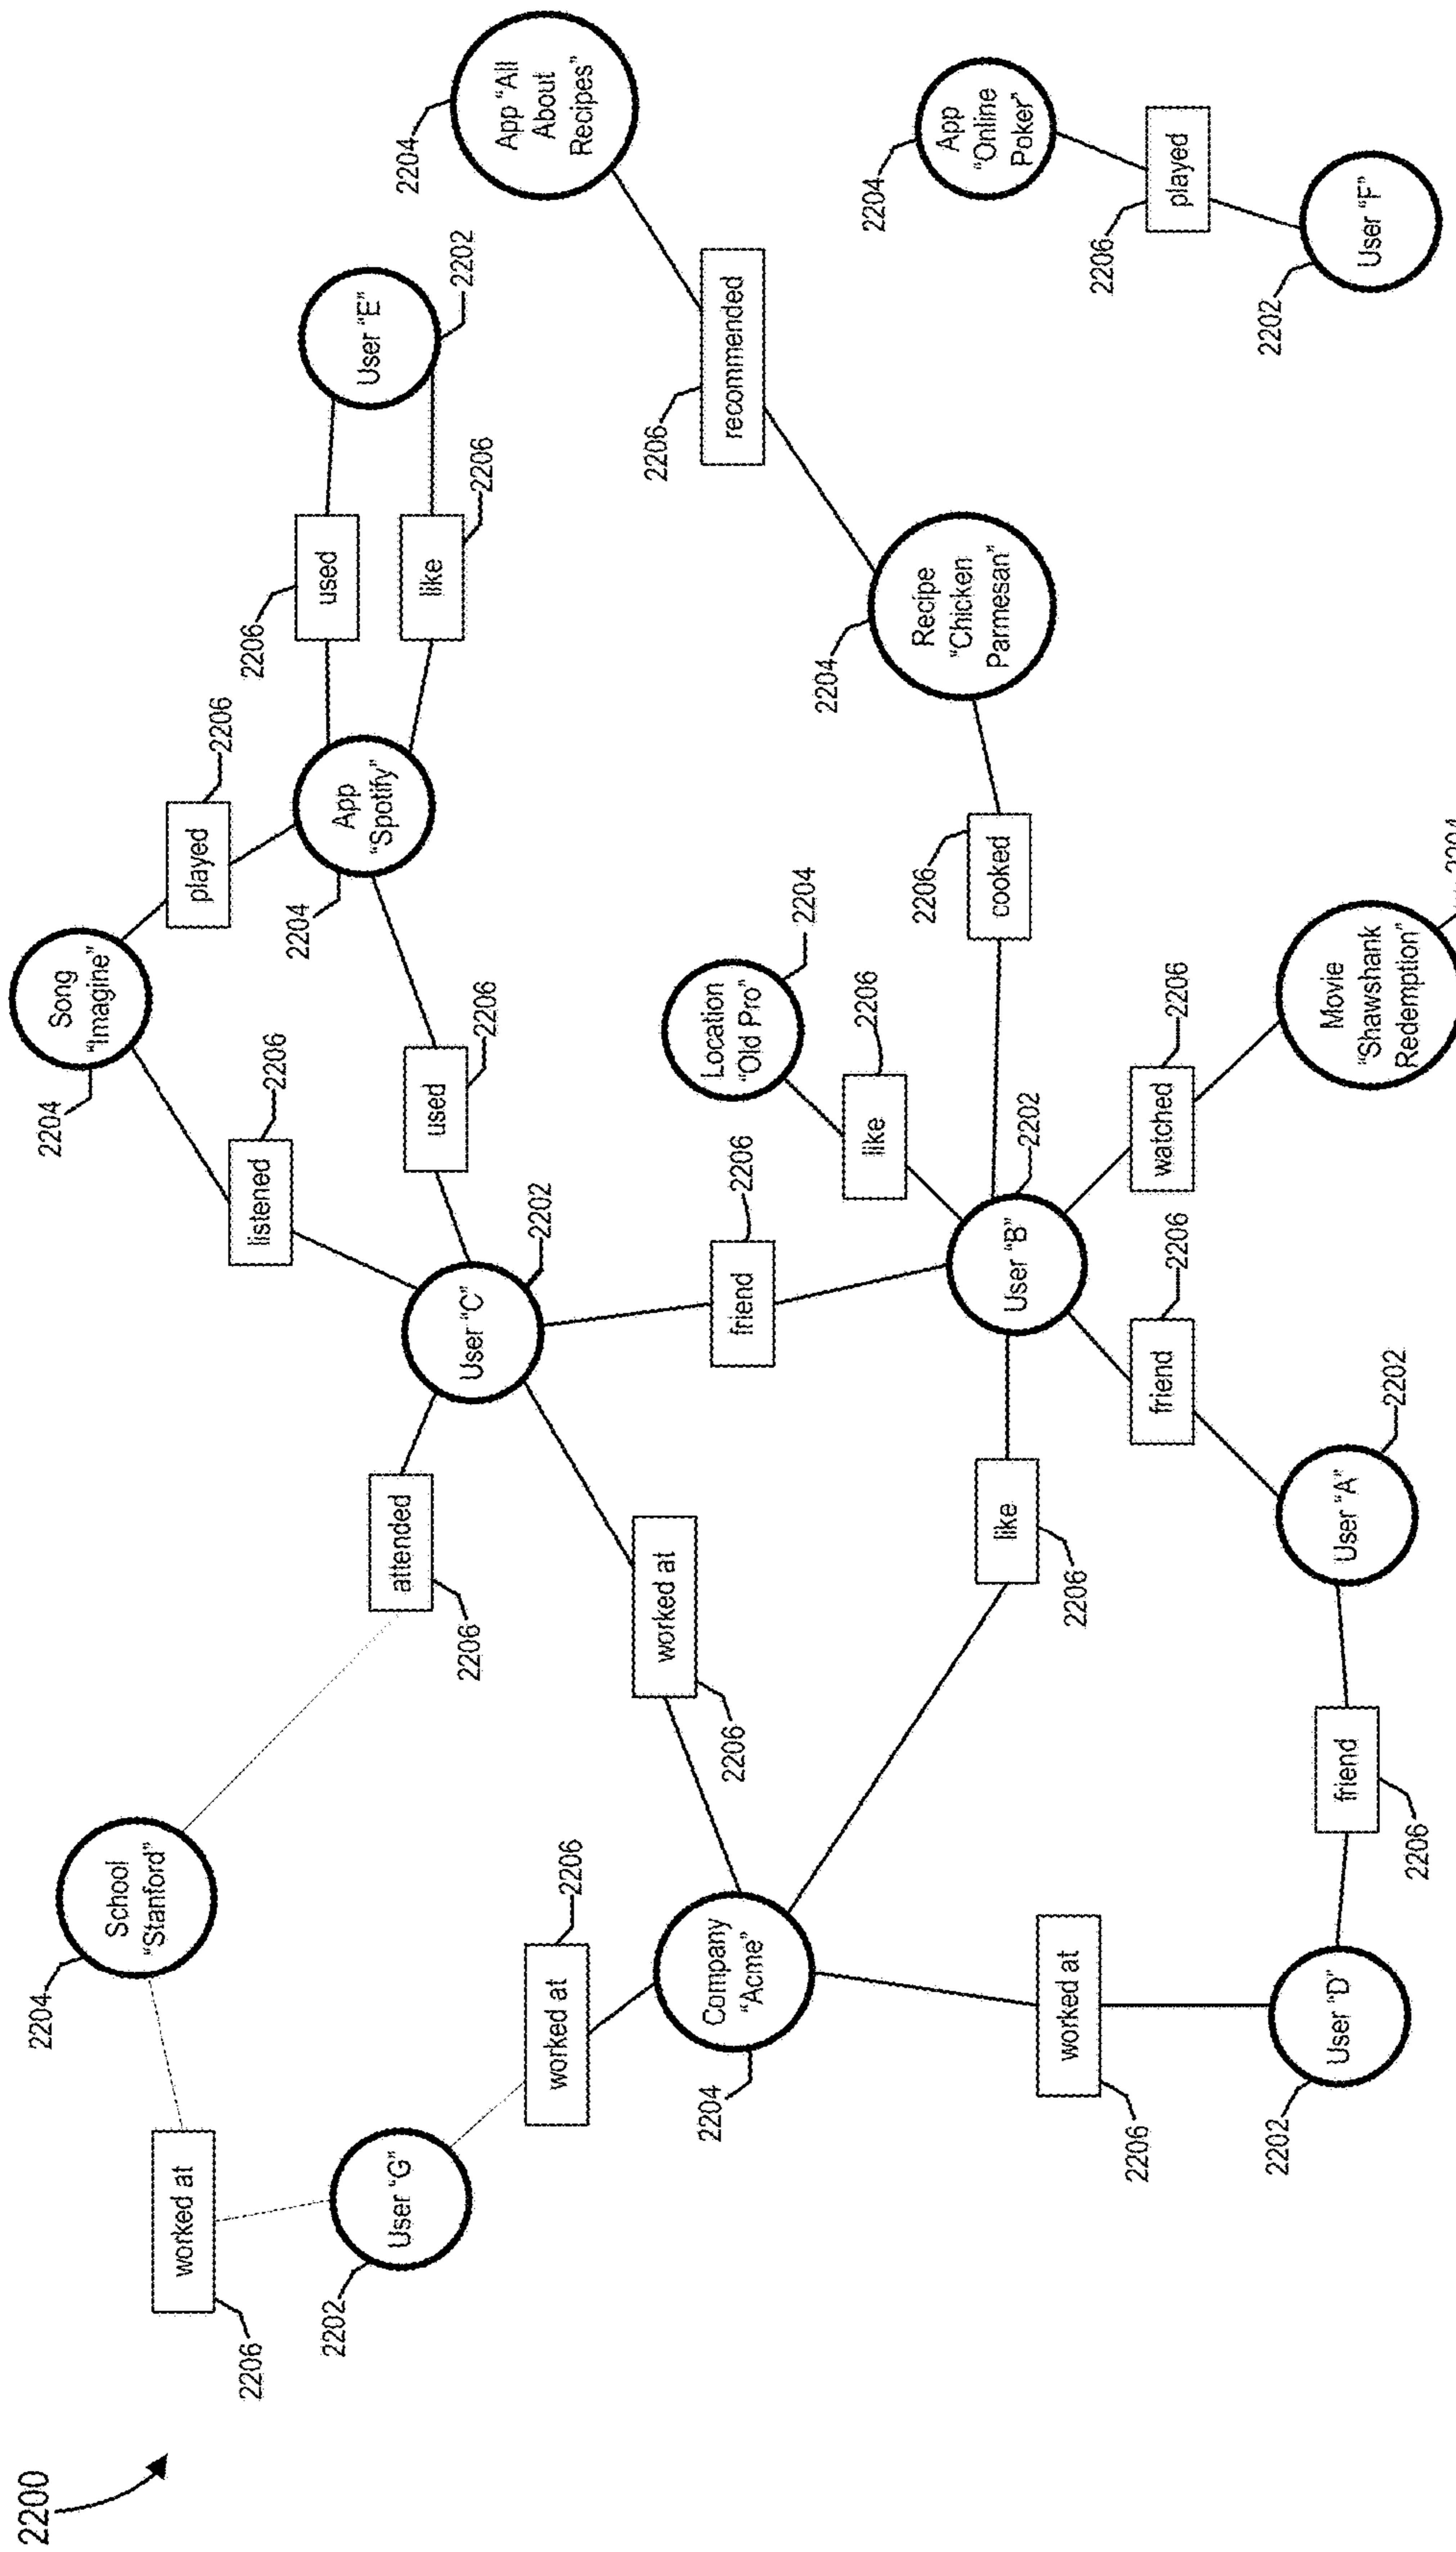 2200
2206
worked at
2204
School
"Stanford"
2204
Song
"Imagine"
2206
played
2206
listened
2206
2202
User "G"
attended
2206
User "C"
2202
2204
App
"Spotify"
2206
used
2206
used
like
2206
User "E"
2202
2204
App "All
About
Recipes"
worked at
2206
worked at
2206
2204
Company
"Acme"
friend
2206
Location
"Old Pro"
2204
like
2206
2206
recommended
like
2206
User "B"
2202
2206
cooked
2204
Recipe
"Chicken
Parmesan"
2204
App
"Online
Poker"
worked at
2206
friend
2206
watched
2206
2206
played
2202
User "D"
friend
2206
User "A"
2202
Movie
"Shawshank
Redemption"
2202
User "F"